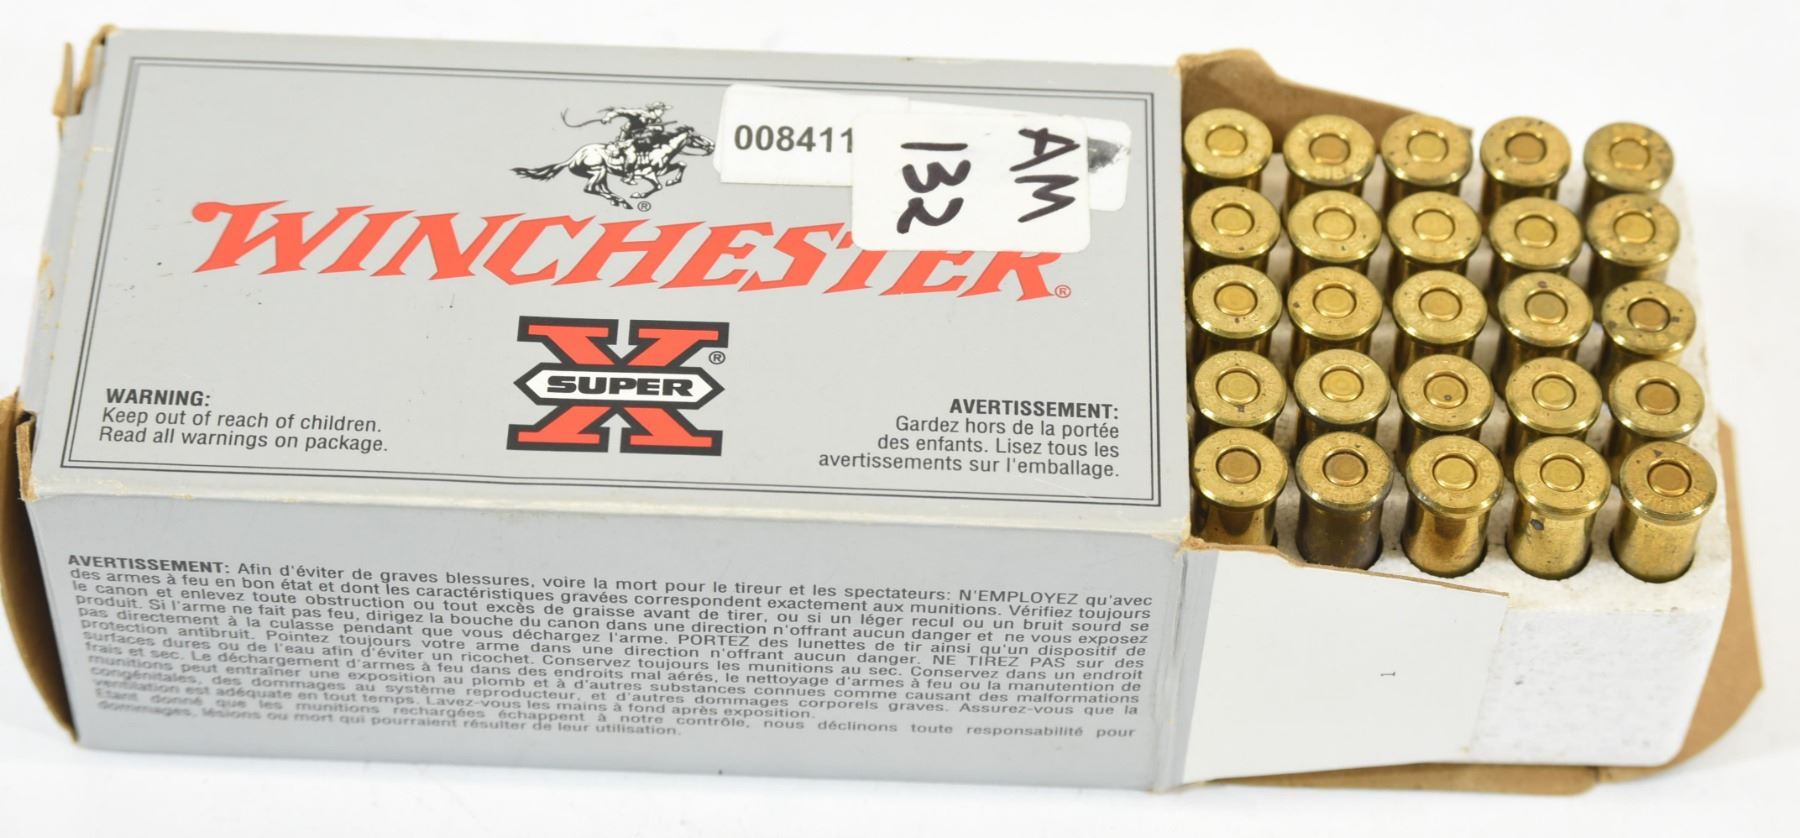 008411
AM
132
WINCHESTER®
X®
SUPER
WARNING:
Keep out of reach of children.
Read all warnings on package.
AVERTISSEMENT:
Gardez hors de la portée
des enfants. Lisez tous les
avertissements sur l'emballage.
AVERTISSEMENT: Afin d'éviter de graves blessures, voire la mort pour le tireur et les spectateurs: N'EMPLOYEZ qu'avec
des armes à feu en bon état et dont les caractéristiques gravées correspondent exactement aux munitions. Vérifiez toujours
le canon et enlevez toute obstruction ou tout excès de graisse avant de tirer, ou si un léger recul ou un bruit sourd se
produit. Si l'arme ne fait pas feu, dirigez la bouche du canon dans une direction n'offrant aucun danger et ne vous exposez
pas directement à la culasse pendant que vous déchargez l'arme. PORTEZ des lunettes de tir ainsi qu'un dispositif de
protection antibruit. Pointez toujours votre arme dans une direction n'offrant aucun danger. NE TIREZ PAS sur des
surfaces dures ou de l'eau afin d'éviter un ricochet. Conservez toujours les munitions au sec. Conservez dans un endroit
frais et sec. Le déchargement d'armes à feu dans des endroits mal aérés, le nettoyage d'armes à feu ou la manutention de
munitions peut entraîner une exposition au plomb et à d'autres substances connues comme causant des malformations
congénitales, des dommages au système reproducteur, et d'autres dommages corporels graves. Assurez-vous que la
ventilation est adéquate en tout temps. Lavez-vous les mains à fond après exposition.
Étant donné que les munitions rechargées échappent à notre contrôle, nous déclinons toute responsabilité pour
dommages, lésions ou mort qui pourraient résulter de leur utilisation.
1